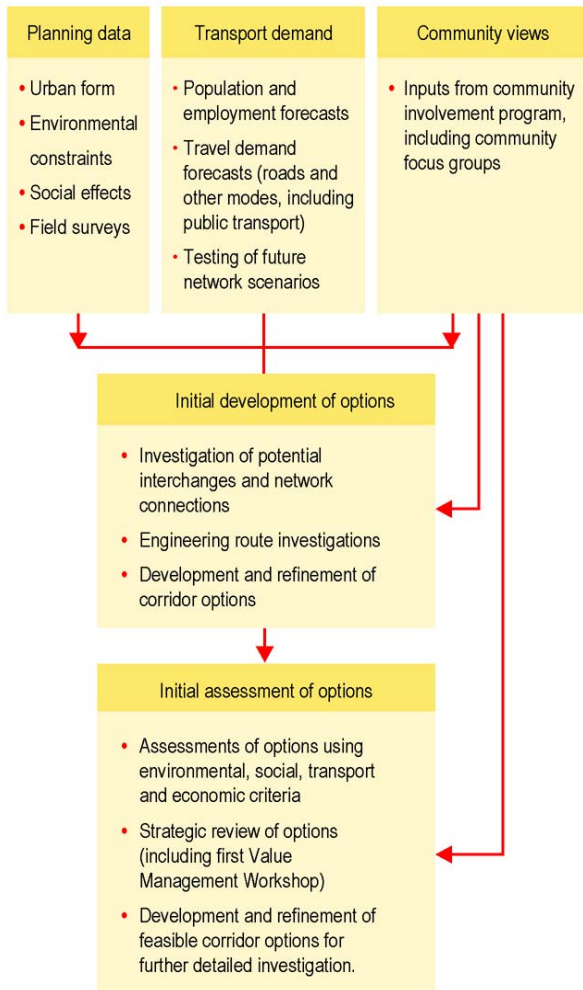 Planning data
• Urban form
• Environmental
constraints
• Social effects
• Field surveys
Transport demand
• Population and
employment forecasts
• Travel demand
forecasts (roads and
other modes, including
public transport)
• Testing of future
network scenarios
Community views
• Inputs from community
involvement program,
including community
focus groups
Initial development of options
• Investigation of potential
interchanges and network
connections
• Engineering route investigations
• Development and refinement of
corridor options
Initial assessment of options
• Assessments of options using
environmental, social, transport
and economic criteria
• Strategic review of options
(including first Value
Management Workshop)
• Development and refinement of
feasible corridor options for
further detailed investigation.